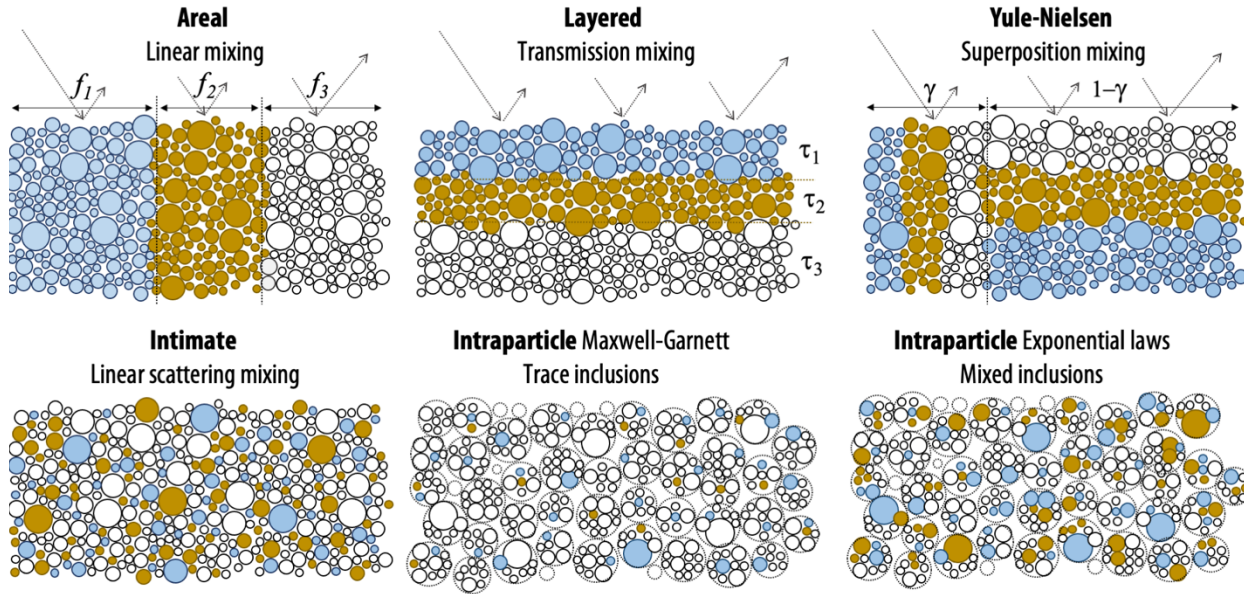 Areal
Linear mixing
f1 f2 f3
Layered
Transmission mixing
τ1
τ2
τ3
Yule-Nielsen
Superposition mixing
γ 1−γ
Intimate
Linear scattering mixing
Intraparticle Maxwell-Garnett
Trace inclusions
Intraparticle Exponential laws
Mixed inclusions